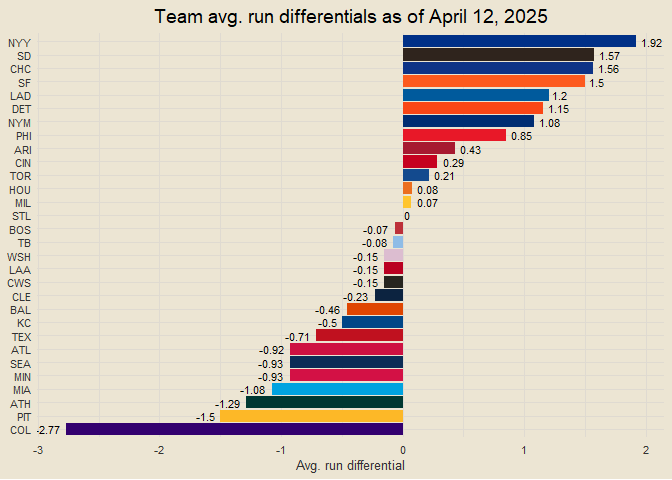 Team avg. run differentials as of April 12, 2025
NYY 1.92
SD 1.57
CHC 1.56
SF 1.5
LAD 1.2
DET 1.15
NYM 1.08
PHI 0.85
ARI 0.43
CIN 0.29
TOR 0.21
HOU 0.08
MIL 0.07
STL 0
BOS -0.07
TB -0.08
WSH -0.15
LAA -0.15
CWS -0.15
CLE -0.23
BAL -0.46
KC -0.5
TEX -0.71
ATL -0.92
SEA -0.93
MIN -0.93
MIA -1.08
ATH -1.29
PIT -1.5
COL -2.77
-3 -2 -1 0 1 2
Avg. run differential